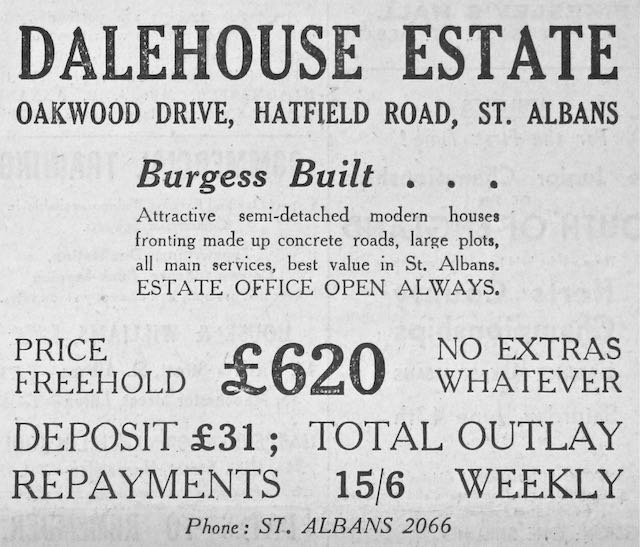 DALEHOUSE ESTATE
OAKWOOD DRIVE, HATFIELD ROAD, ST. ALBANS
Burgess Built . . .
Attractive semi-detached modern houses
fronting made up concrete roads, large plots,
all main services, best value in St. Albans.
ESTATE OFFICE OPEN ALWAYS.
PRICE FREEHOLD £620 NO EXTRAS WHATEVER
DEPOSIT £31; TOTAL OUTLAY
REPAYMENTS 15/6 WEEKLY
Phone: ST. ALBANS 2066